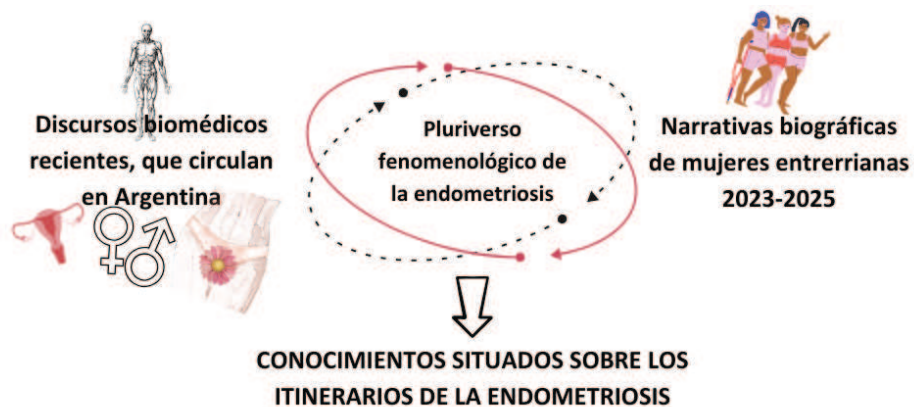 Discursos biomédicos
recientes, que circulan
en Argentina
Pluriverso
fenomenológico de
la endometriosis
Narrativas biográficas
de mujeres entrerrianas
2023-2025
CONOCIMIENTOS SITUADOS SOBRE LOS
ITINERARIOS DE LA ENDOMETRIOSIS